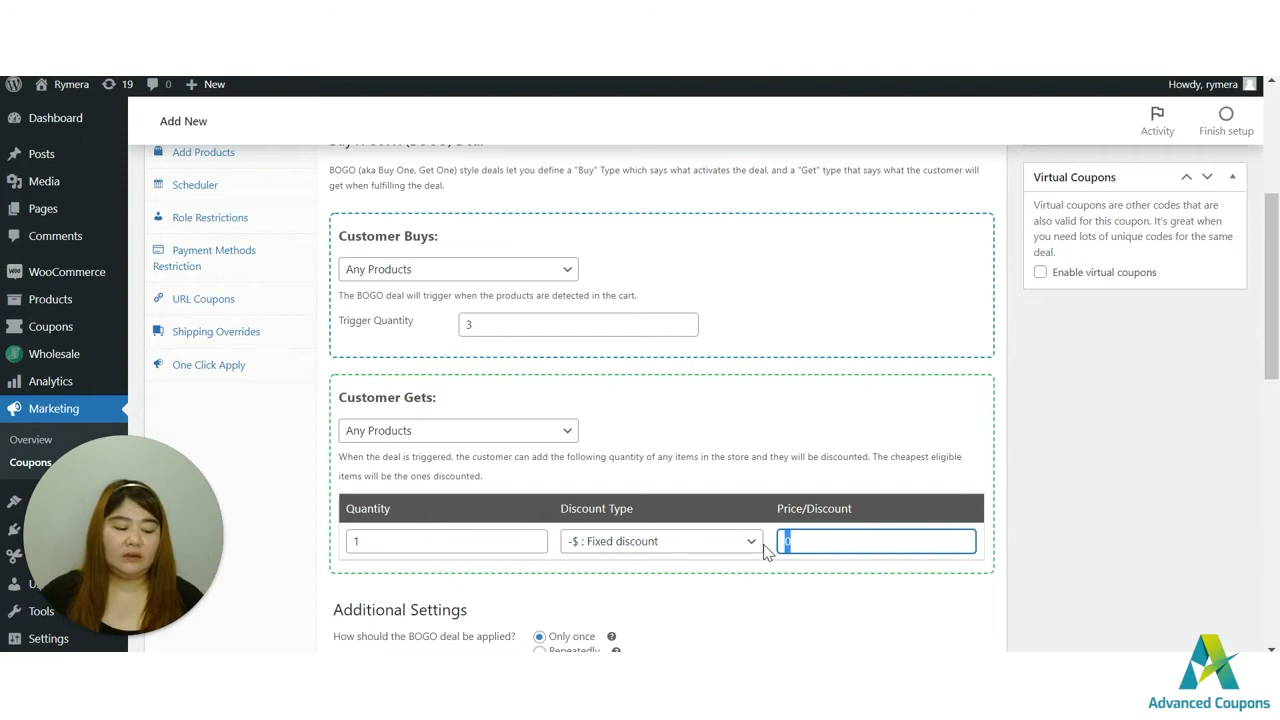 Rymera
19
0
New
Howdy, rymera
Dashboard
Posts
Media
Pages
Comments
WooCommerce
Products
Coupons
Wholesale
Analytics
Marketing
Overview
Coupons
Tools
Settings
Add New
Activity
Finish setup
Add Products
Scheduler
Role Restrictions
Payment Methods
Restriction
URL Coupons
Shipping Overrides
One Click Apply
BOGO (aka Buy One, Get One) style deals let you define a "Buy" Type which says what activates the deal, and a "Get" type that says what the customer will
get when fulfilling the deal.
Customer Buys:
Any Products
The BOGO deal will trigger when the products are detected in the cart.
Trigger Quantity
3
Customer Gets:
Any Products
When the deal is triggered, the customer can add the following quantity of any items in the store and they will be discounted. The cheapest eligible
items will be the ones discounted.
Quantity
Discount Type
Price/Discount
1
-$ : Fixed discount
0
Additional Settings
How should the BOGO deal be applied?
Only once
Repeatedly
Virtual Coupons
Virtual coupons are other codes that are
also valid for this coupon. It's great when
you need lots of unique codes for the same
deal.
Enable virtual coupons
Advanced Coupons